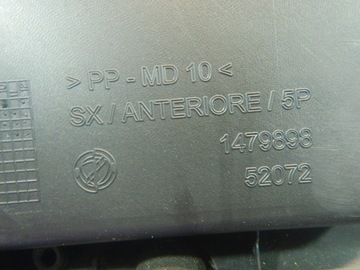 > PP - MD 10 <
SX / ANTERIORE / 5P
1479898
52072